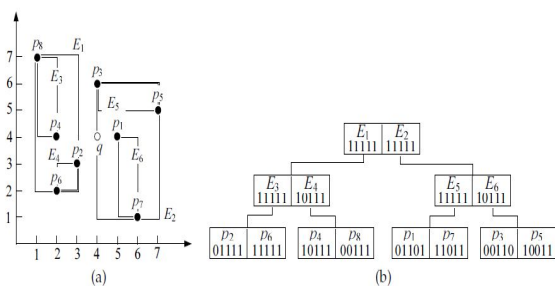 p8 E1
7
E3
p3
6
E5 p5
5
p4 p1
4
q
E4 p2 E6
3
p6
2
p7
1
E2
1 2 3 4 5 6 7
(a)
E1 E2
11111 11111
E3 E4 E5 E6
11111 10111 11111 10111
p2 p6 p4 p8 p1 p7 p3 p5
01111 11111 10111 00111 01101 11011 00110 10011
(b)